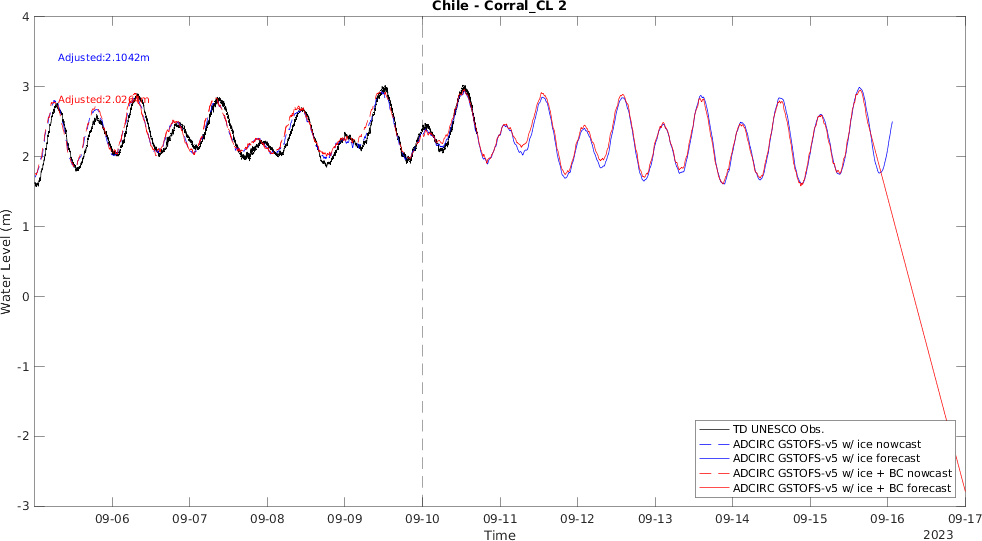 Chile - Corral_CL 2
Adjusted:2.1042m
Water Level (m)
4
3
2
1
0
-1
-2
-3
TD UNESCO Obs.
ADCIRC GSTOFS-v5 w/ ice nowcast
ADCIRC GSTOFS-v5 w/ ice forecast
ADCIRC GSTOFS-v5 w/ ice + BC nowcast
ADCIRC GSTOFS-v5 w/ ice + BC forecast
09-06 09-07 09-08 09-09 09-10 09-11 09-12 09-13 09-14 09-15 09-16 09-17
Time
2023